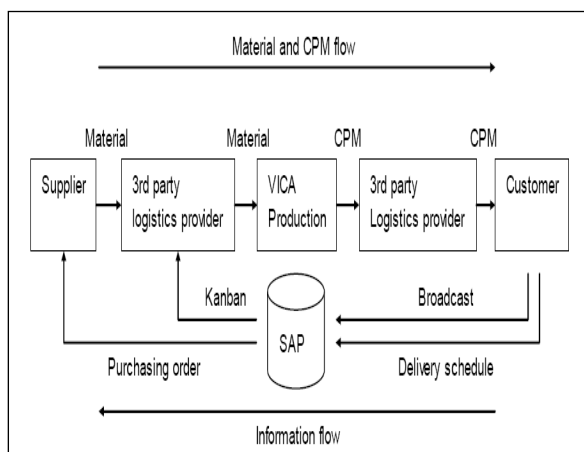 Material and CPM flow
Material
Material
CPM
CPM
Supplier
3rd party
logistics provider
VICA
Production
3rd party
Logistics provider
Customer
Kanban
SAP
Broadcast
Purchasing order
Delivery schedule
Information flow